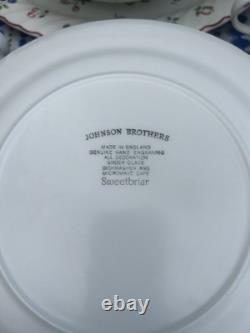 JOHNSON BROTHERS
MADE IN ENGLAND
GENUINE HAND ENGRAVING
ALL DECORATION
UNDER GLAZE
DISHWASHER AND
MICROWAVE SAFE
Sweetbriar